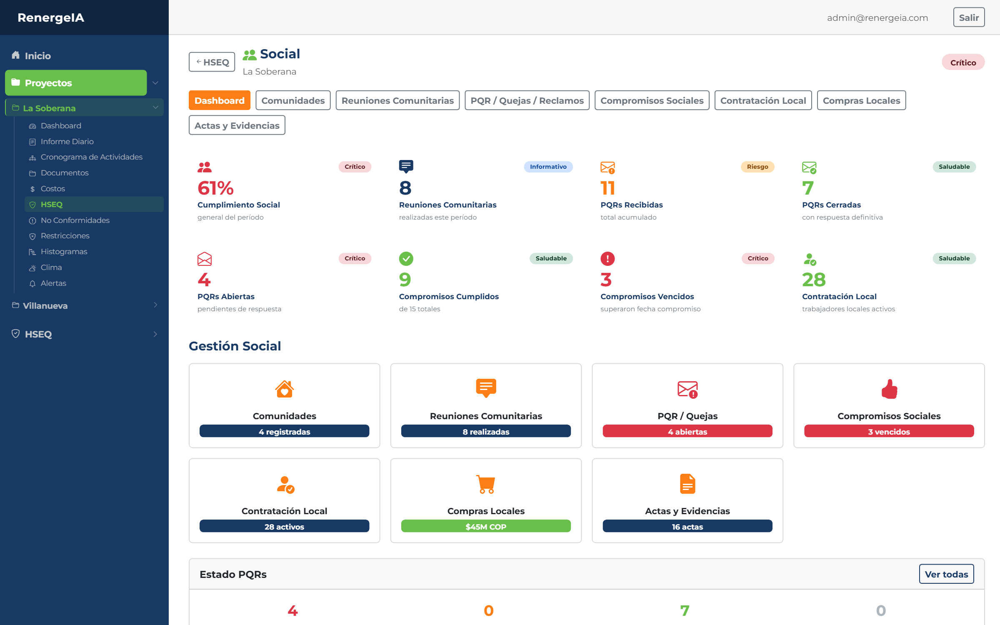 RenergeIA
admin@renergeia.com
Salir
Inicio
Proyectos
La Soberana
Dashboard
Informe Diario
Cronograma de Actividades
Documentos
Costos
HSEQ
No Conformidades
Restricciones
Histogramas
Clima
Alertas
Villanueva
HSEQ
← HSEQ
Social
La Soberana
Crítico
Dashboard
Comunidades
Reuniones Comunitarias
PQR / Quejas / Reclamos
Compromisos Sociales
Contratación Local
Compras Locales
Actas y Evidencias
Crítico
61%
Cumplimiento Social
general del período
Informativo
8
Reuniones Comunitarias
realizadas este período
Riesgo
11
PQRs Recibidas
total acumulado
Saludable
7
PQRs Cerradas
con respuesta definitiva
Crítico
4
PQRs Abiertas
pendientes de respuesta
Saludable
9
Compromisos Cumplidos
de 15 totales
Crítico
3
Compromisos Vencidos
superaron fecha compromiso
Saludable
28
Contratación Local
trabajadores locales activos
Gestión Social
Comunidades
4 registradas
Reuniones Comunitarias
8 realizadas
PQR / Quejas
4 abiertas
Compromisos Sociales
3 vencidos
Contratación Local
28 activos
Compras Locales
$45M COP
Actas y Evidencias
16 actas
Estado PQRs
Ver todas
4
0
7
0